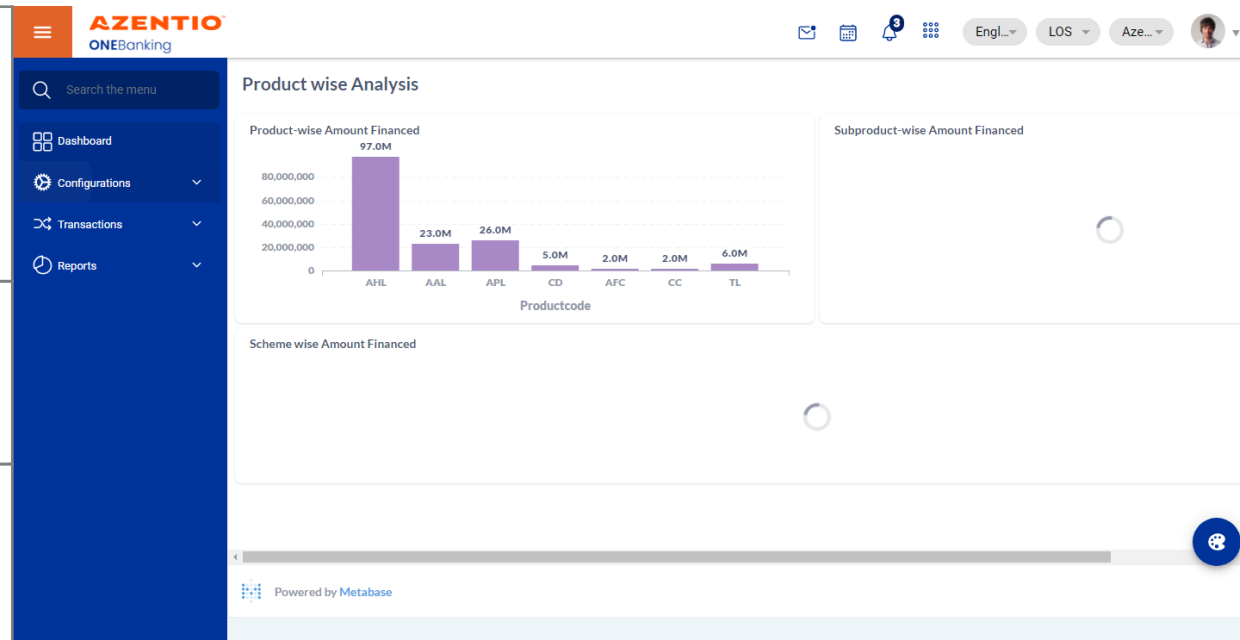 AZENTIO
ONEBanking
3
Engl...
LOS
Aze...
Search the menu
Dashboard
Configurations
Transactions
Reports
Product wise Analysis
Product-wise Amount Financed
97.0M
80,000,000
60,000,000
40,000,000
20,000,000
0
23.0M
26.0M
5.0M
2.0M
2.0M
6.0M
AHL AAL APL CD AFC CC TL
Productcode
Subproduct-wise Amount Financed
Scheme wise Amount Financed
Powered by Metabase